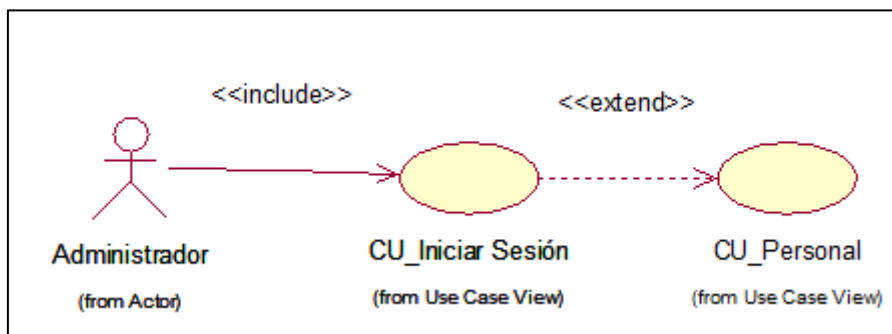 <<include>>
<<extend>>
Administrador
(from Actor)
CU_Iniciar Sesión
(from Use Case View)
CU_Personal
(from Use Case View)